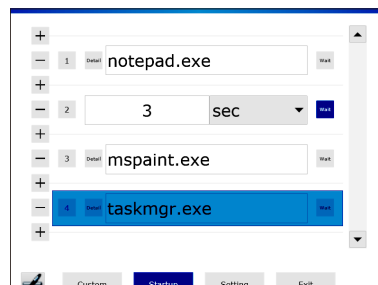 +
− 1 Detail notepad.exe Wait
+
− 2 3 sec Wait
+
− 3 Detail mspaint.exe Wait
+
− 4 Detail taskmgr.exe Wait
+
Custom Startup Setting Exit